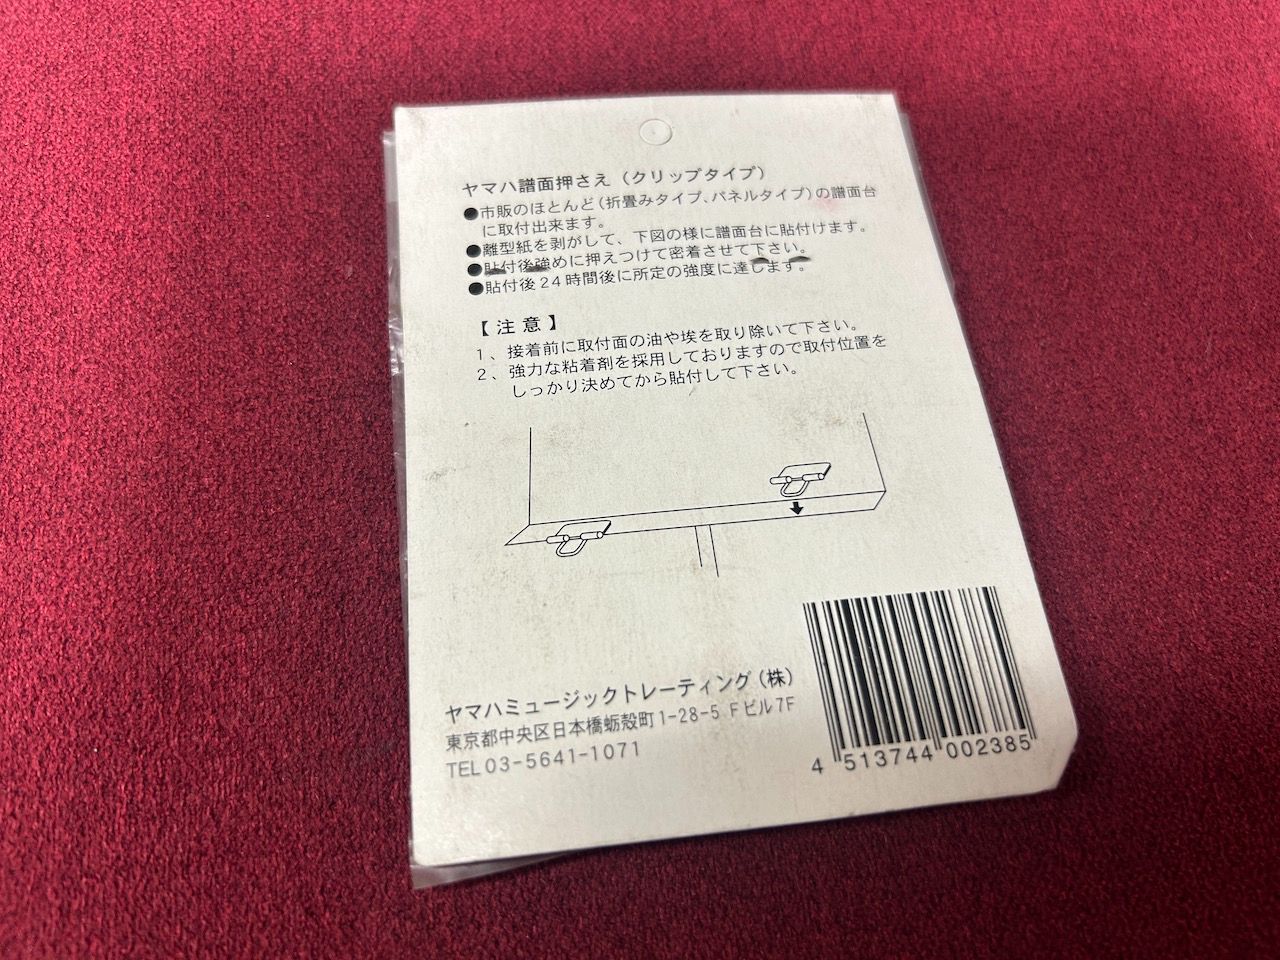 ヤマハ譜面押さえ（クリップタイプ）
●市販のほとんど（折畳みタイプ、パネルタイプ）の譜面台
に取付出来ます。
●離型紙を剥がして、下図の様に譜面台に貼付けます。
●貼付後強めに押えつけて密着させて下さい。
●貼付後24時間後に所定の強度に達します。
【注意】
1、接着前に取付面の油や埃を取り除いて下さい。
2、強力な粘着剤を採用しておりますので取付位置を
しっかり決めてから貼付して下さい。
ヤマハミュージックトレーティング（株）
東京都中央区日本橋蛎殻町1-28-5 Fビル7F
TEL03-5641-1071
4 513744 002385